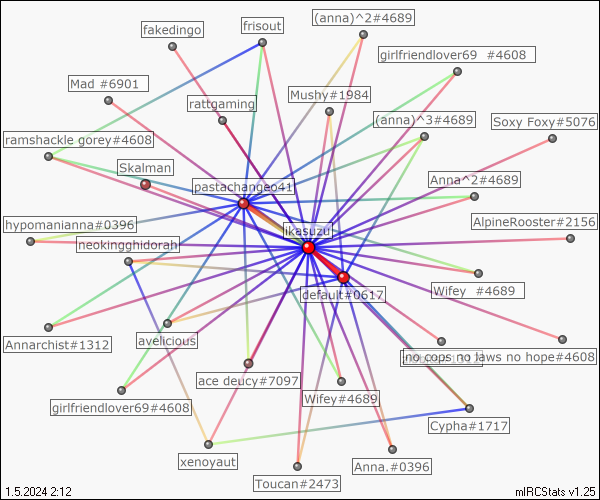 fakedingo
frisout
(anna)^2#4689
girlfriendlover69 #4608
Mad #6901
rattgaming
Mushy#1984
(anna)^3#4689
Soxy Foxy#5076
ramshackle gorey#4608
Skalman
pastachangeo41
Anna^2#4689
hypomanianna#0396
neokingghidorah
ikasuzu
AlpineRooster#2156
default#0617
Wifey #4689
Annarchist#1312
avelicious
no cops no laws no hope#4608
ace deucy#7097
girlfriendlover69#4608
Wifey#4689
Cypha#1717
xenoyaut
Anna.#0396
Toucan#2473
1.5.2024 2:12
mIRCStats v1.25